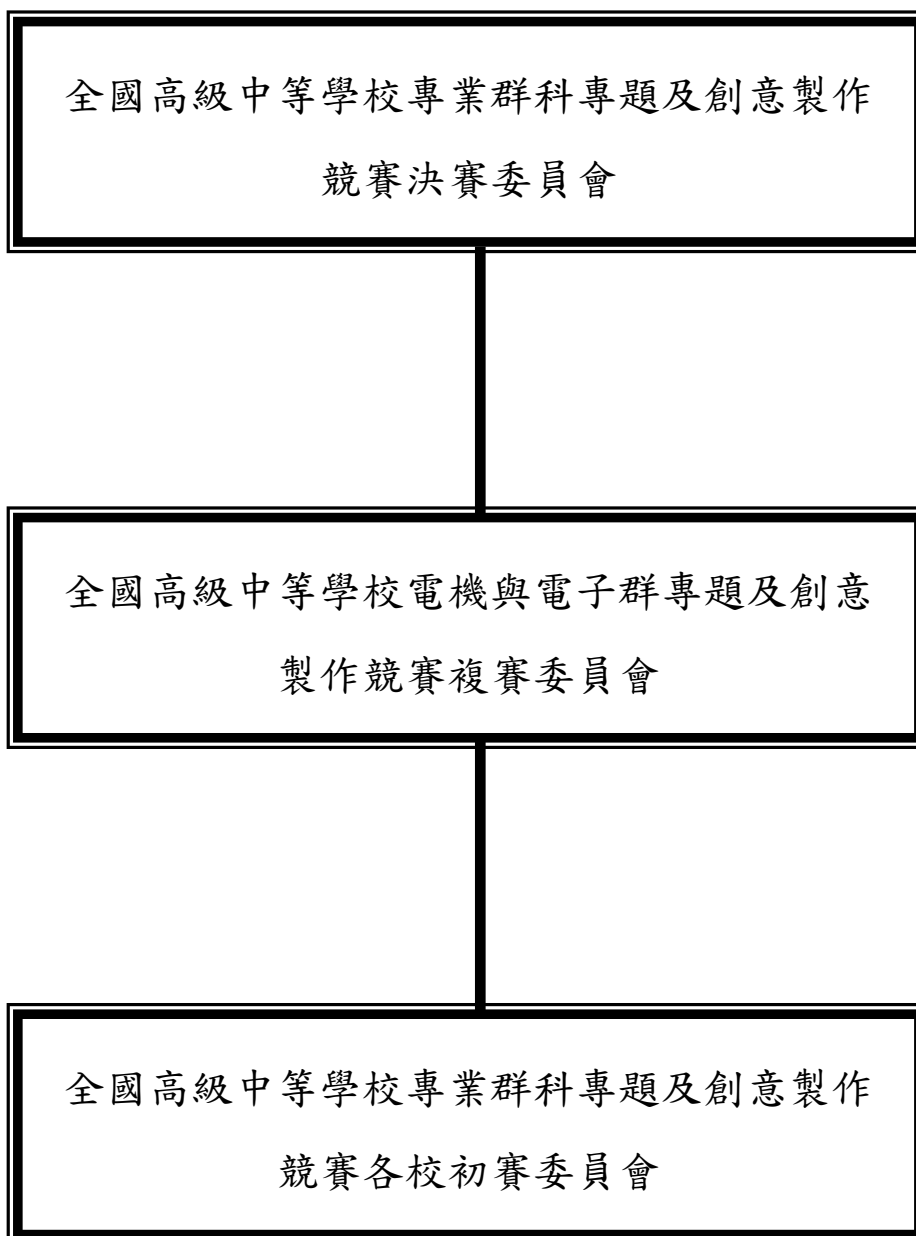 全國高級中等學校專業群科專題及創意製作
競賽決賽委員會
全國高級中等學校電機與電子群專題及創意
製作競賽複賽委員會
全國高級中等學校專業群科專題及創意製作
競賽各校初賽委員會